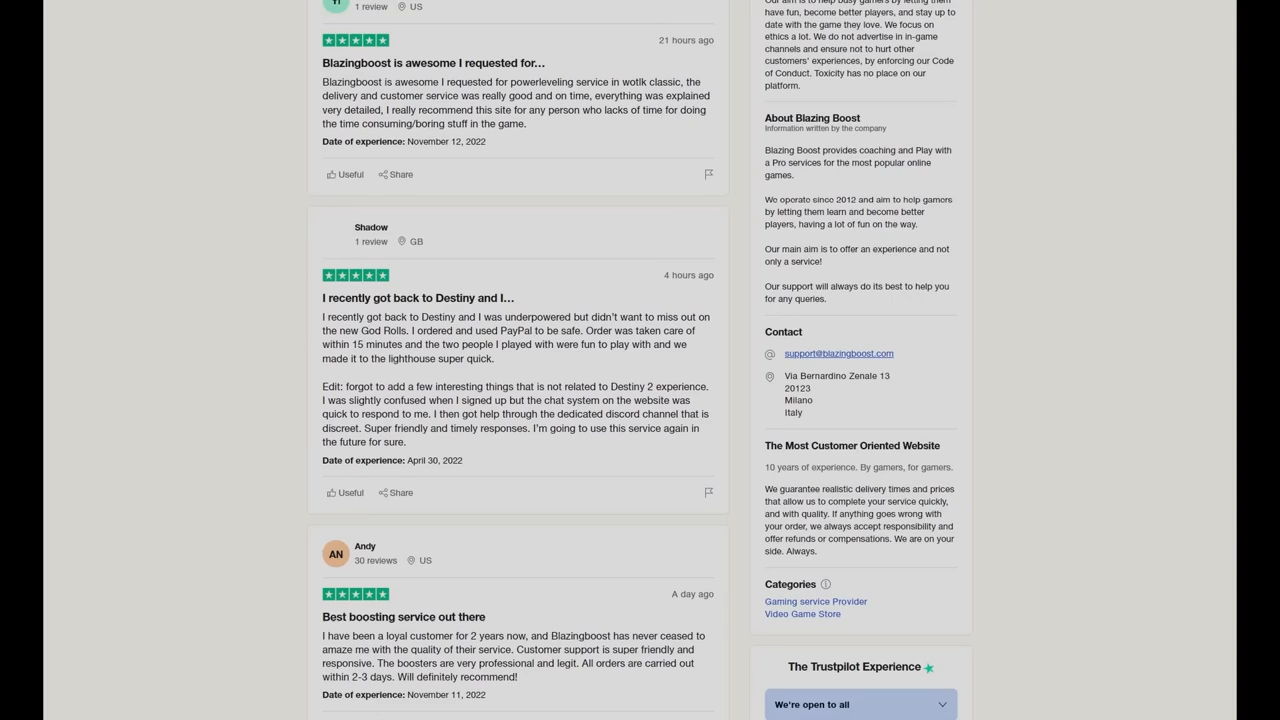 1 review US
21 hours ago
Blazingboost is awesome I requested for…
Blazingboost is awesome I requested for powerleveling service in wotlk classic, the
delivery and customer service was really good and on time, everything was explained
very detailed, I really recommend this site for any person who lacks of time for doing
the time consuming/boring stuff in the game.
Date of experience: November 12, 2022
Useful Share
Shadow
1 review GB
4 hours ago
I recently got back to Destiny and I…
I recently got back to Destiny and I was underpowered but didn’t want to miss out on
the new God Rolls. I ordered and used PayPal to be safe. Order was taken care of
within 15 minutes and the two people I played with were fun to play with and we
made it to the lighthouse super quick.
Edit: forgot to add a few interesting things that is not related to Destiny 2 experience.
I was slightly confused when I signed up but the chat system on the website was
quick to respond to me. I then got help through the dedicated discord channel that is
discreet. Super friendly and timely responses. I’m going to use this service again in
the future for sure.
Date of experience: April 30, 2022
Useful Share
AN
Andy
30 reviews US
A day ago
Best boosting service out there
I have been a loyal customer for 2 years now, and Blazingboost has never ceased to
amaze me with the quality of their service. Customer support is super friendly and
responsive. The boosters are very professional and legit. All orders are carried out
within 2-3 days. Will definitely recommend!
Date of experience: November 11, 2022
Our aim is to boost busy gamers by letting them
have fun, become better players, and stay up to
date with the game they love. We focus on
ethics a lot. We do not advertise in in-game
channels and ensure not to hurt other
customers' experiences, by enforcing our Code
of Conduct. Toxicity has no place on our
platform.
About Blazing Boost
Information written by the company
Blazing Boost provides coaching and Play with
a Pro services for the most popular online
games.
We operate since 2012 and aim to help gamers
by letting them learn and become better
players, having a lot of fun on the way.
Our main aim is to offer an experience and not
only a service!
Our support will always do its best to help you
for any queries.
Contact
support@blazingboost.com
Via Bernardino Zenale 13
20123
Milano
Italy
The Most Customer Oriented Website
10 years of experience. By gamers, for gamers.
We guarantee realistic delivery times and prices
that allow us to complete your service quickly,
and with quality. If anything goes wrong with
your order, we always accept responsibility and
offer refunds or compensations. We are on your
side. Always.
Categories
Gaming service Provider
Video Game Store
The Trustpilot Experience
We're open to all